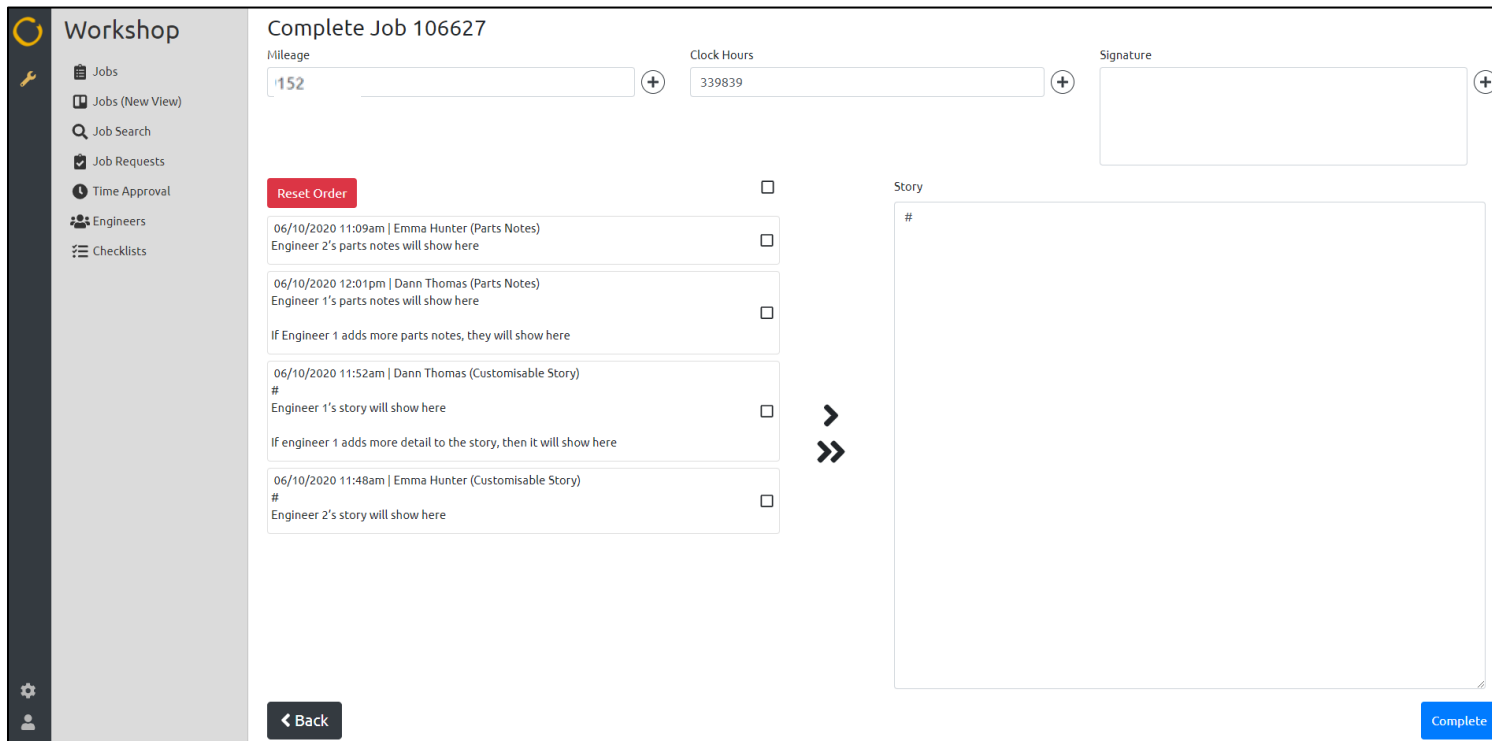 Workshop
Jobs
Jobs (New View)
Job Search
Job Requests
Time Approval
Engineers
Checklists
Complete Job 106627
Mileage
152
Clock Hours
339839
Signature
Reset Order
06/10/2020 11:09am | Emma Hunter (Parts Notes)
Engineer 2’s parts notes will show here
06/10/2020 12:01pm | Dann Thomas (Parts Notes)
Engineer 1’s parts notes will show here
If Engineer 1 adds more parts notes, they will show here
06/10/2020 11:52am | Dann Thomas (Customisable Story)
#
Engineer 1’s story will show here
If engineer 1 adds more detail to the story, then it will show here
06/10/2020 11:48am | Emma Hunter (Customisable Story)
#
Engineer 2’s story will show here
Story
#
Back
Complete